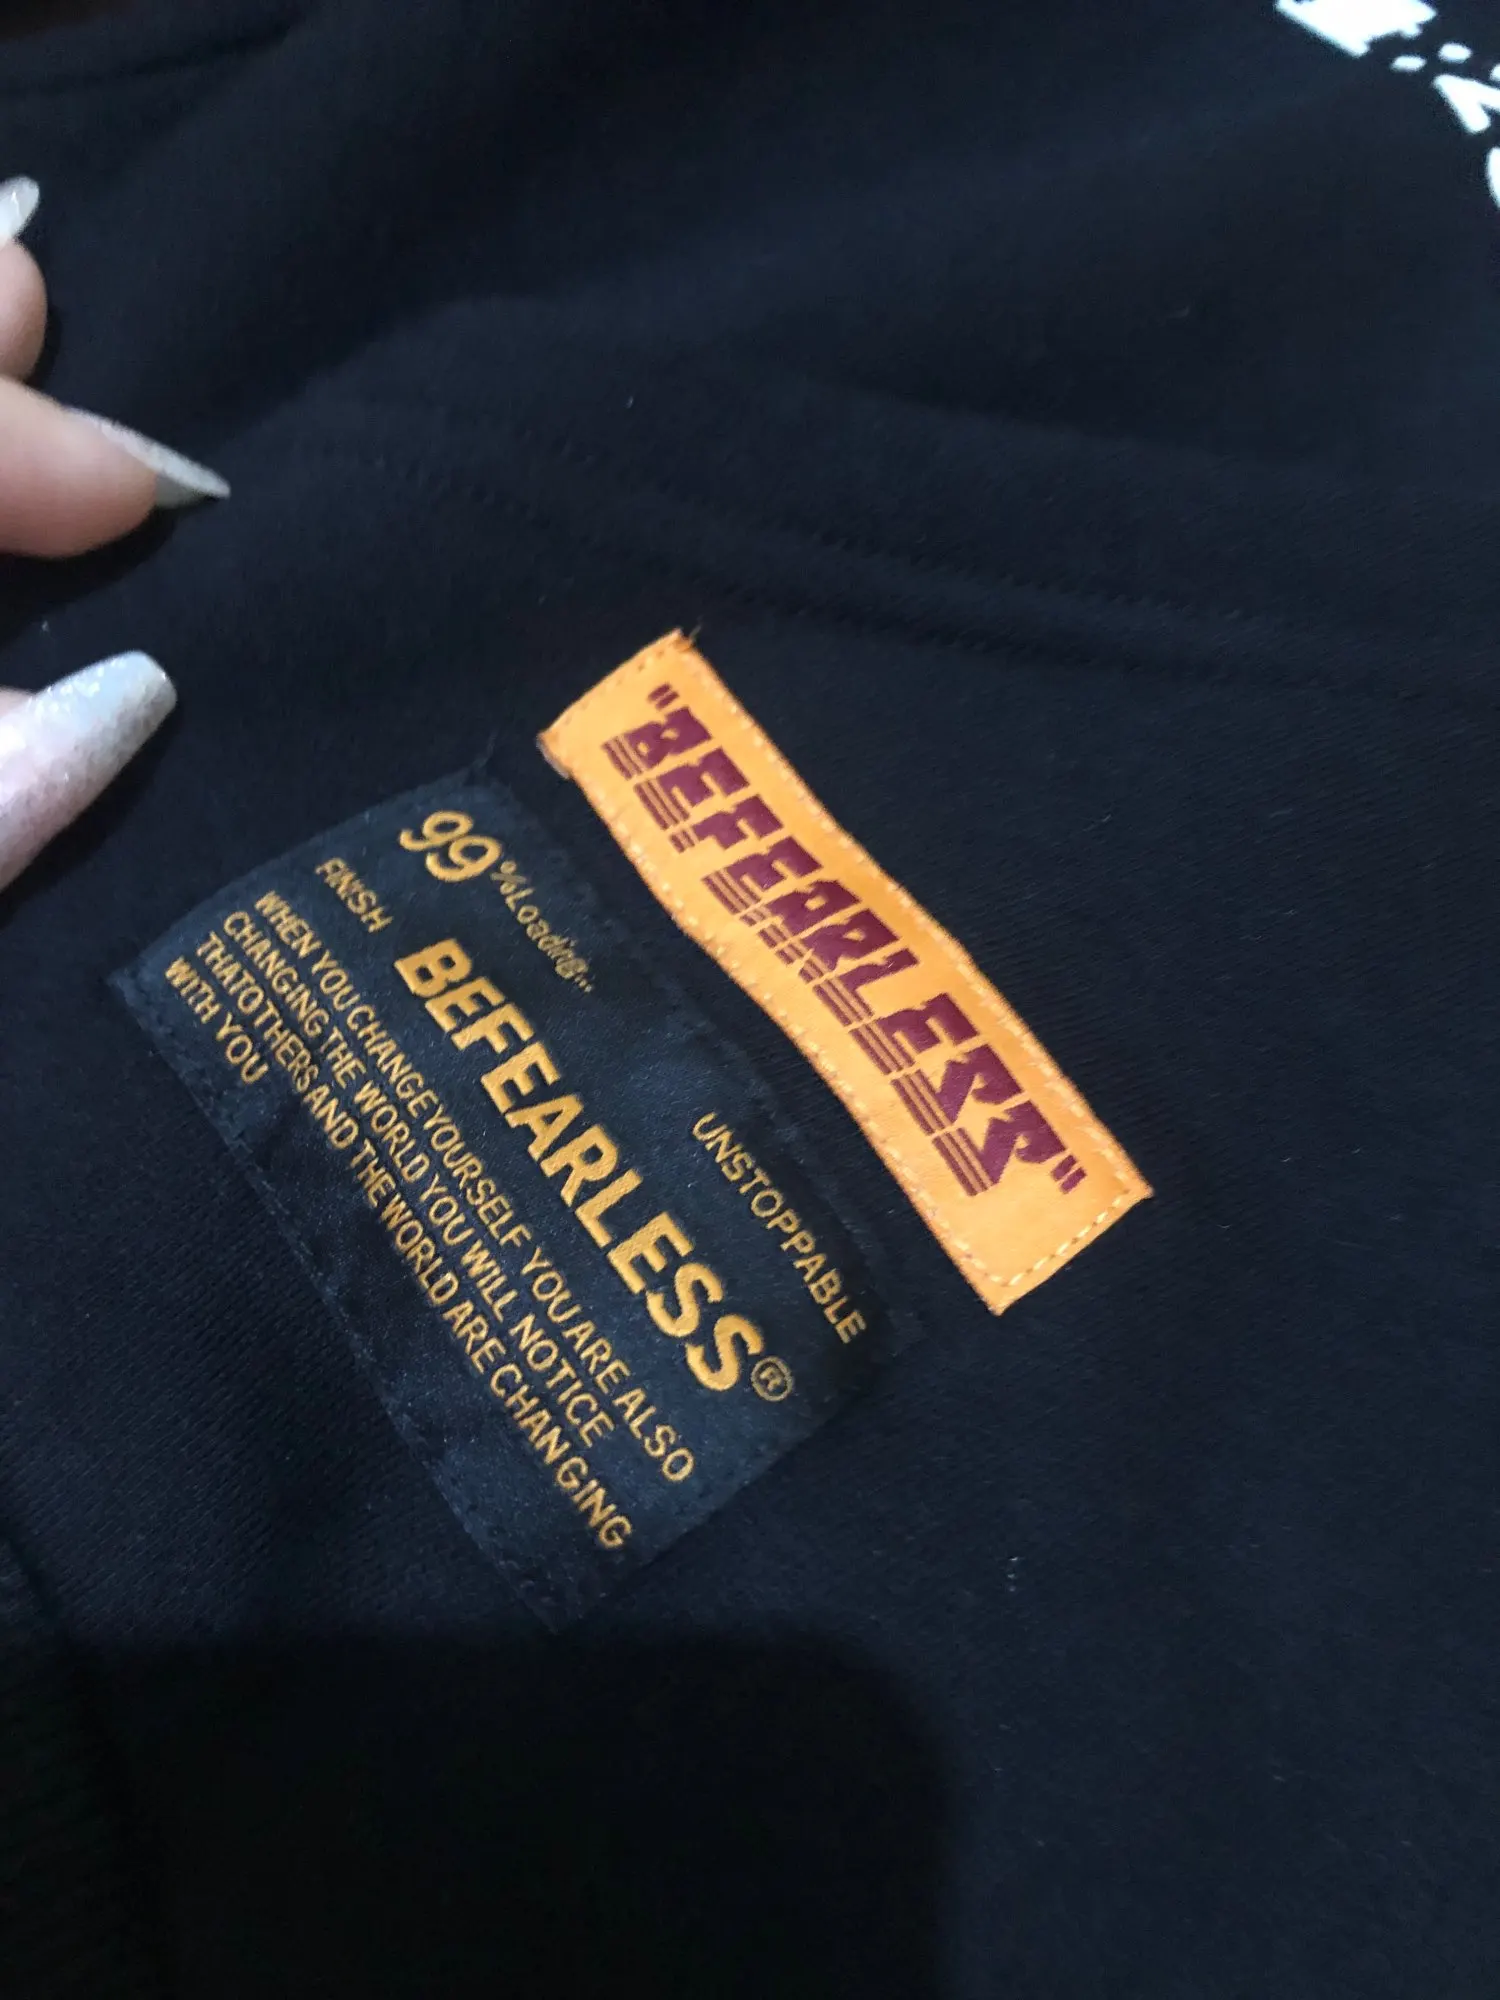 "BEFEARLESS"
99%Loading...
UNSTOPPABLE
FINISH
BEFEARLESS®
WHEN YOU CHANGE YOURSELF YOU ARE ALSO
CHANGING THE WORLD YOU WILL NOTICE
THAT OTHERS AND THE WORLD ARE CHANGING
WITH YOU